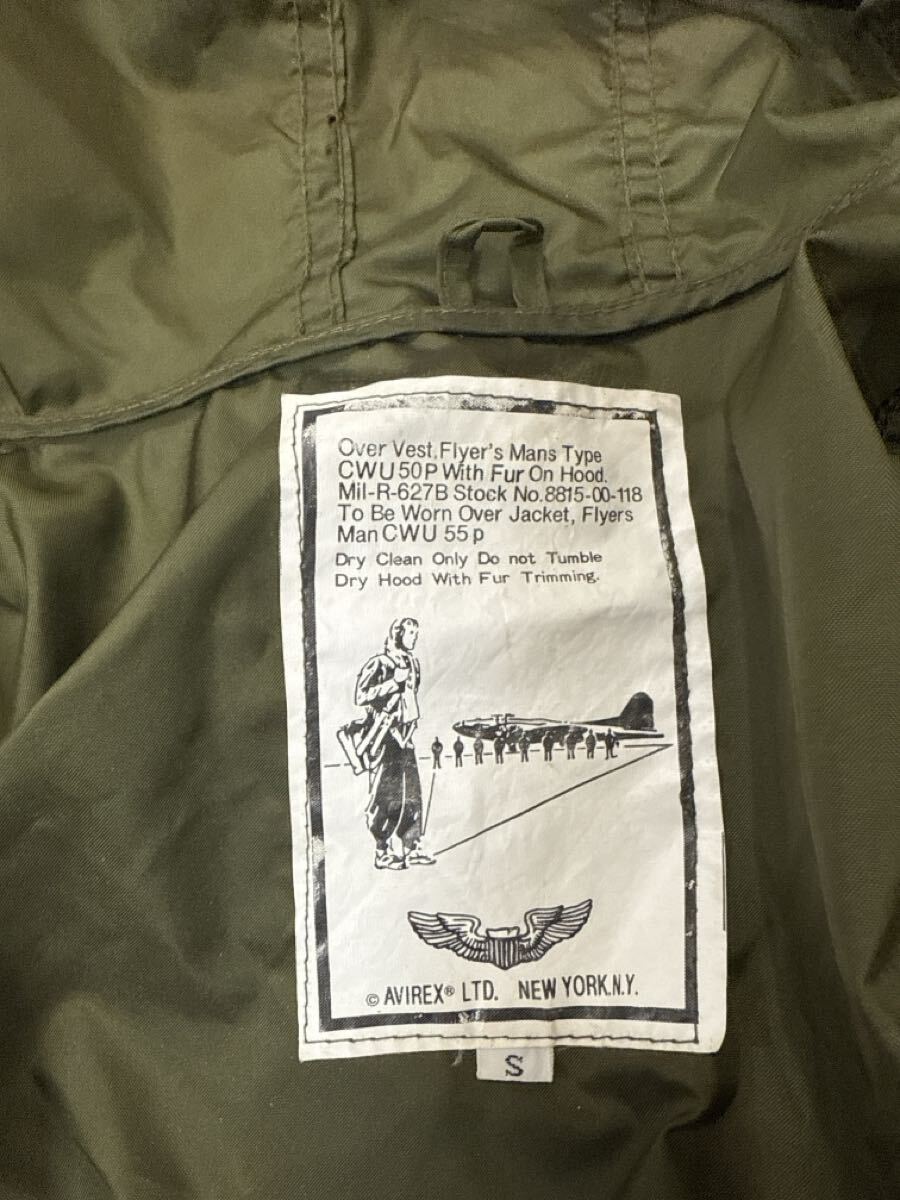 Over Vest.Flyer's Mans Type
CWU 50P With Fur On Hood.
Mil-R-627B Stock No.8815-00-118
To Be Worn Over Jacket, Flyers
Man CWU 55p
Dry Clean Only Do not Tumble
Dry Hood With Fur Trimming.
© AVIREX® LTD. NEW YORK.N.Y.
S